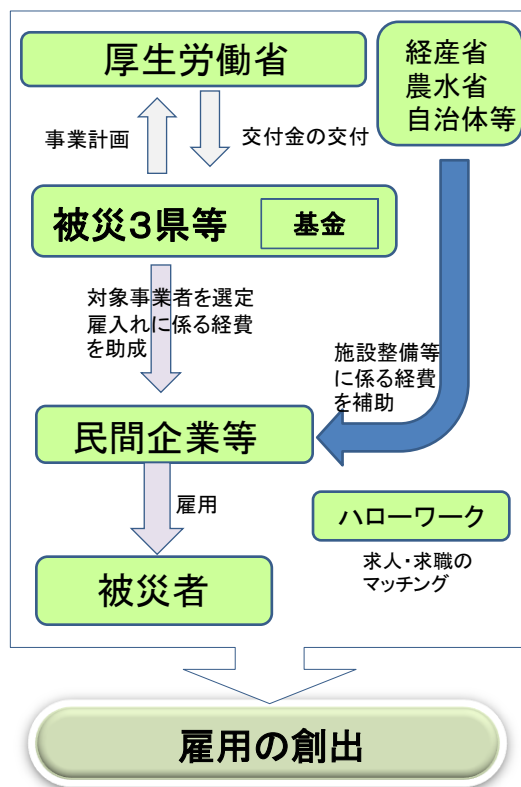 厚生労働省
経産省
農水省
自治体等
事業計画
交付金の交付
被災3県等
基金
対象事業者を選定
雇入れに係る経費
を助成
施設整備等
に係る経費
を補助
民間企業等
雇用
ハローワーク
求人・求職の
マッチング
被災者
雇用の創出